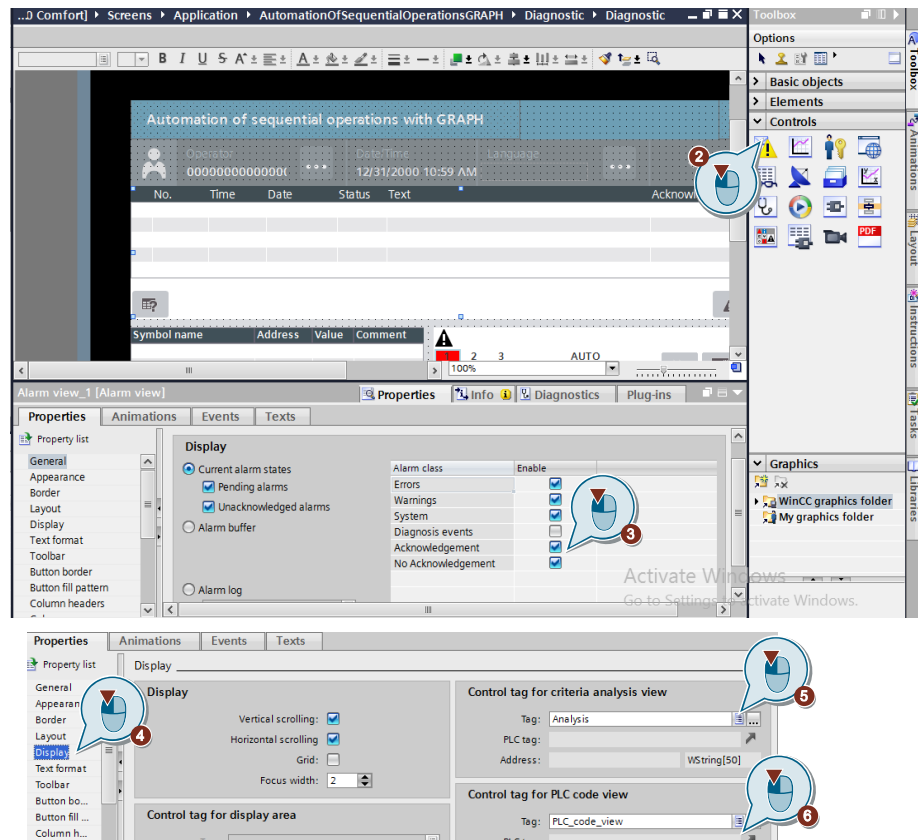 ...0 Comfort] ▸ Screens ▸ Application ▸ AutomationOfSequentialOperationsGRAPH ▸ Diagnostic ▸ Diagnostic
Toolbox
Options
B I U S A
Basic objects
Elements
Controls
PDF
Automation of sequential operations with GRAPH
Operator
Date/Time
Language
0000000000000(
12/31/2000 10:59 AM
2
No. Time Date Status Text Acknow
Symbol name Address Value Comment
1 2 3 AUTO
100%
Alarm view_1 [Alarm view]
Properties Info Diagnostics Plug-ins
Properties Animations Events Texts
Property list
General
Appearance
Border
Layout
Display
Text format
Toolbar
Button border
Button fill pattern
Column headers
Display
Current alarm states
Pending alarms
Unacknowledged alarms
Alarm buffer
Alarm log
Alarm class Enable
Errors
Warnings
System
Diagnosis events
Acknowledgement
No Acknowledgement
3
Graphics
WinCC graphics folder
My graphics folder
Toolbox
Animations
Layout
Instructions
Tasks
Libraries
Activate Windows
Go to Settings to activate Windows.
Properties Animations Events Texts
Property list
General
Appearan
Border
Layout
Display
Text format
Toolbar
Button bo...
Button fill ...
Column h...
4
Display
Display
Vertical scrolling:
Horizontal scrolling
Grid:
Focus width: 2
Control tag for display area
Control tag for criteria analysis view
5
Tag: Analysis
PLC tag:
Address: WString[50]
Control tag for PLC code view
6
Tag: PLC_code_view